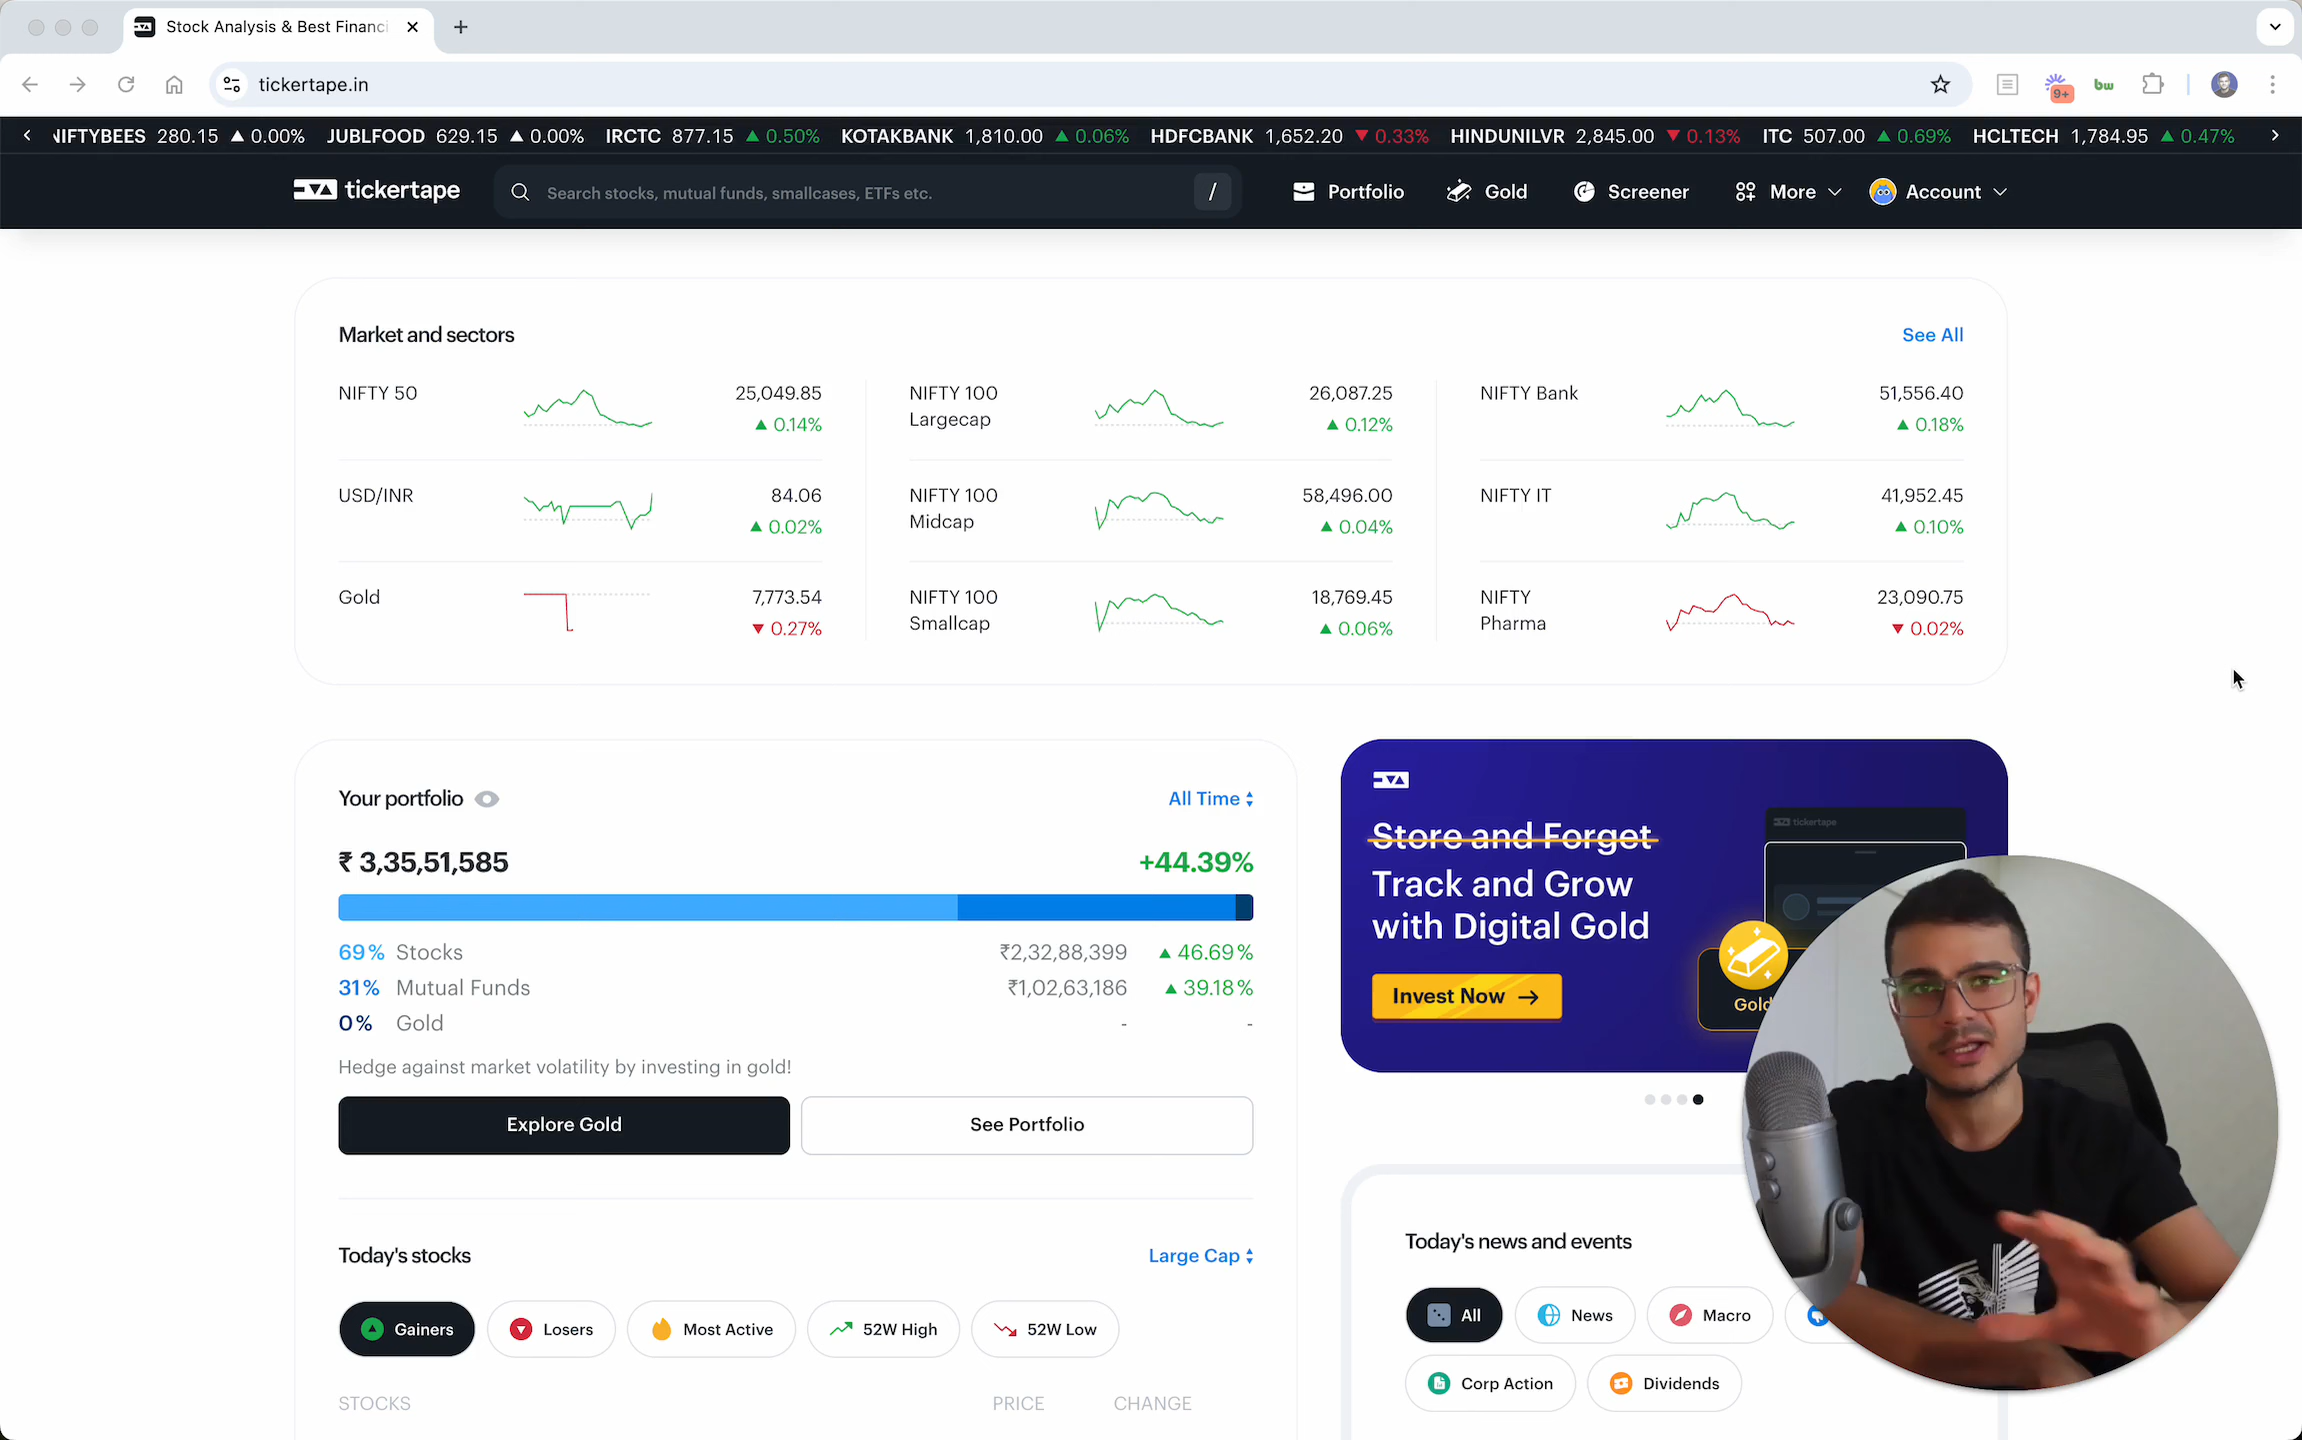 Stock Analysis & Best Financi
tickertape.in
9+
bw
NIFTYBEES 280.15 ▲ 0.00% JUBLFOOD 629.15 ▲ 0.00% IRCTC 877.15 ▲ 0.50% KOTAKBANK 1,810.00 ▲ 0.06% HDFCBANK 1,652.20 ▼ 0.33% HINDUNILVR 2,845.00 ▼ 0.13% ITC 507.00 ▲ 0.69% HCLTECH 1,784.95 ▲ 0.47%
tickertape
Search stocks, mutual funds, smallcases, ETFs etc.
/
Portfolio
Gold
Screener
More
Account
Market and sectors
See All
NIFTY 50
25,049.85
▲ 0.14%
NIFTY 100
Largecap
26,087.25
▲ 0.12%
NIFTY Bank
51,556.40
▲ 0.18%
USD/INR
84.06
▲ 0.02%
NIFTY 100
Midcap
58,496.00
▲ 0.04%
NIFTY IT
41,952.45
▲ 0.10%
Gold
7,773.54
▼ 0.27%
NIFTY 100
Smallcap
18,769.45
▲ 0.06%
NIFTY
Pharma
23,090.75
▼ 0.02%
Your portfolio
All Time
₹ 3,35,51,585
+44.39%
69% Stocks ₹2,32,88,399 ▲ 46.69%
31% Mutual Funds ₹1,02,63,186 ▲ 39.18%
0% Gold - -
Hedge against market volatility by investing in gold!
Explore Gold
See Portfolio
Today's stocks
Large Cap
Gainers
Losers
Most Active
52W High
52W Low
STOCKS PRICE CHANGE
Store and Forget
Track and Grow
with Digital Gold
Invest Now →
tickertape
Gold
Today's news and events
All
News
Macro
Corp Action
Dividends